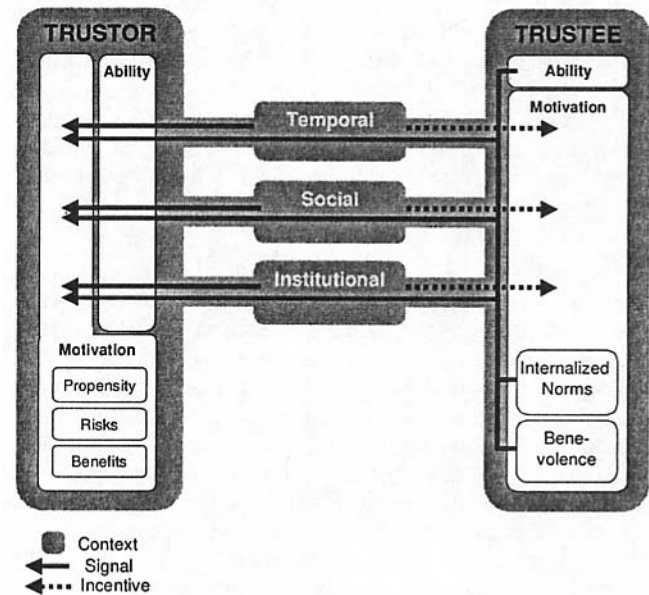 TRUSTOR
Ability
Motivation
Propensity
Risks
Benefits
Temporal
Social
Institutional
TRUSTEE
Ability
Motivation
Internalized
Norms
Bene-
volence
Context
Signal
Incentive